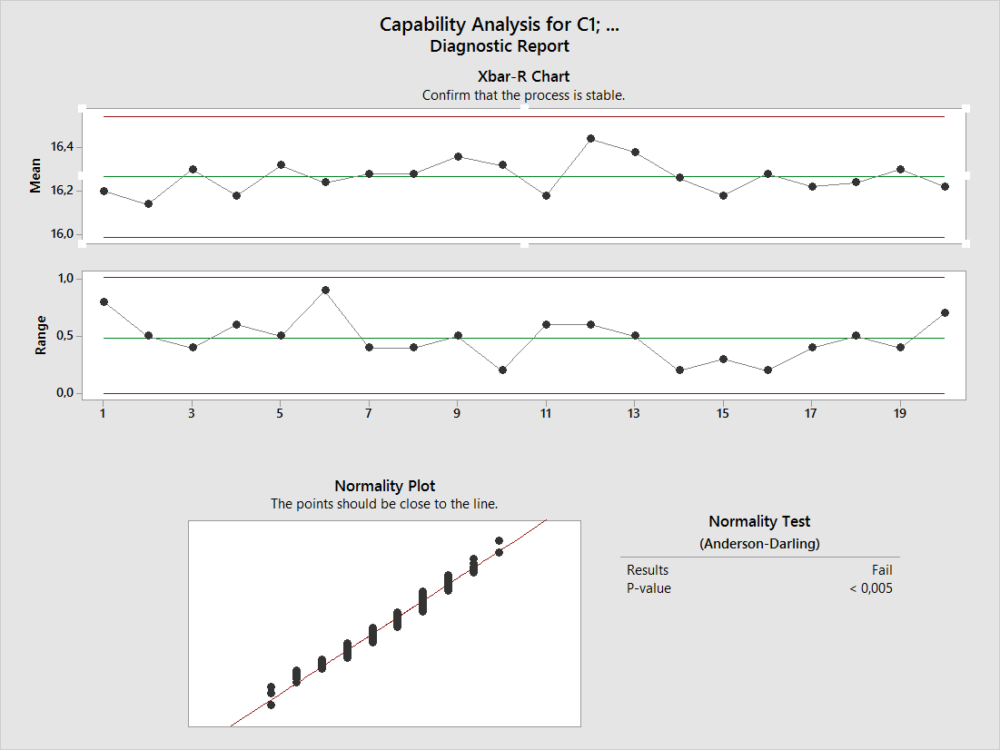 Capability Analysis for C1; ...
Diagnostic Report
Xbar-R Chart
Confirm that the process is stable.
Mean
16,4
16,2
16,0
Range
1,0
0,5
0,0
1 3 5 7 9 11 13 15 17 19
Normality Plot
The points should be close to the line.
Normality Test
(Anderson-Darling)
Results Fail
P-value < 0,005